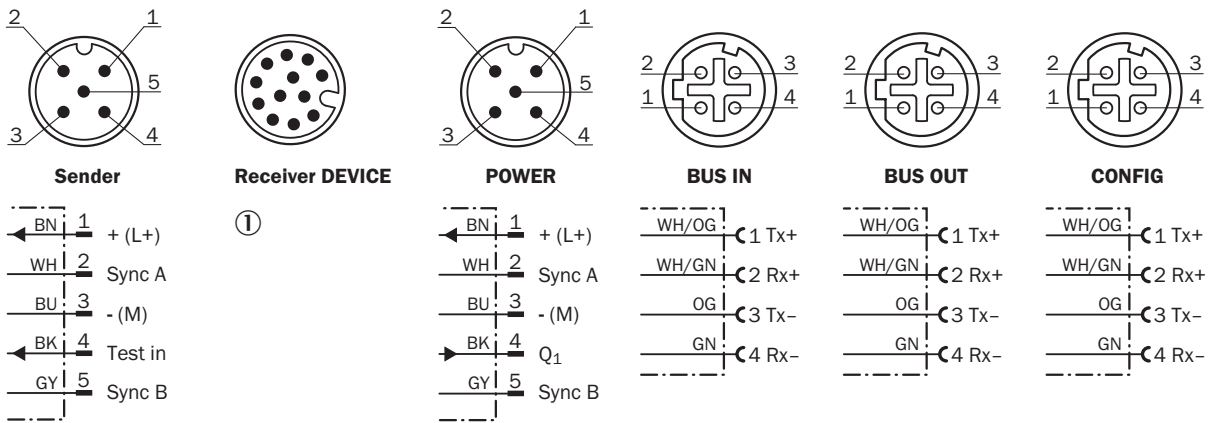 2 1
5
3 4
2 1
5
3 4
2 3
1 4
2 3
1 4
2 3
1 4
Sender
Receiver DEVICE
POWER
BUS IN
BUS OUT
CONFIG
BN 1 + (L+)
WH 2 Sync A
BU 3 - (M)
BK 4 Test in
GY 5 Sync B
①
BN 1 + (L+)
WH 2 Sync A
BU 3 - (M)
BK 4 Q₁
GY 5 Sync B
WH/OG 1 Tx+
WH/GN 2 Rx+
OG 3 Tx–
GN 4 Rx–
WH/OG 1 Tx+
WH/GN 2 Rx+
OG 3 Tx–
GN 4 Rx–
WH/OG 1 Tx+
WH/GN 2 Rx+
OG 3 Tx–
GN 4 Rx–